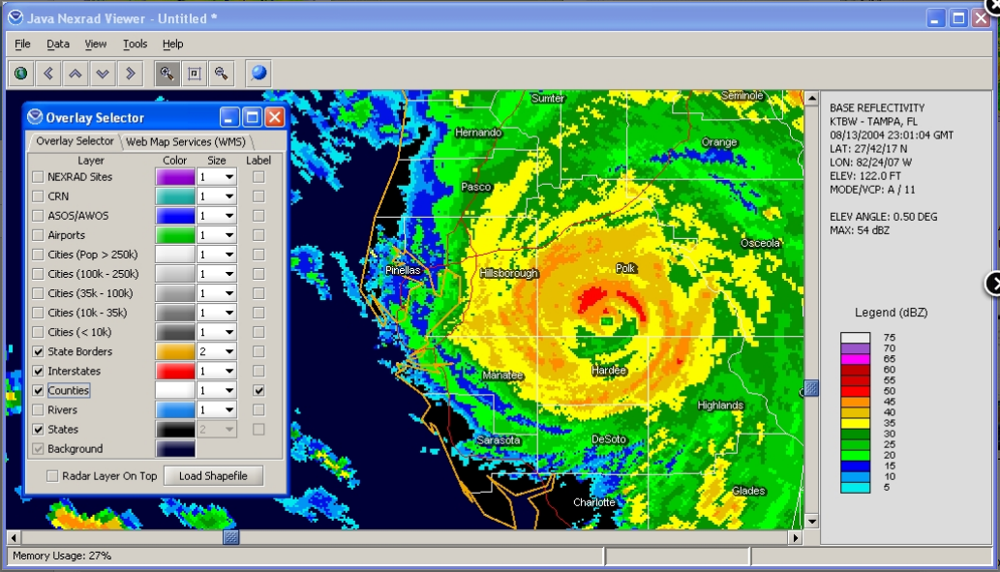 Java Nexrad Viewer - Untitled *
File Data View Tools Help
Overlay Selector
Overlay Selector Web Map Services (WMS)
Layer Color Size Label
NEXRAD Sites 1
CRN 1
ASOS/AWOS 1
Airports 1
Cities (Pop > 250k) 1
Cities (100k - 250k) 1
Cities (35k - 100k) 1
Cities (10k - 35k) 1
Cities (< 10k) 1
State Borders 2
Interstates 1
Counties 1
Rivers 1
States 2
Background
Radar Layer On Top Load Shapefile
Sumter
Seminole
Hernando
Orange
Pasco
Osceola
Pinellas
Hillsborough
Polk
Manatee
Hardee
Highlands
Sarasota
DeSoto
Charlotte
Glades
BASE REFLECTIVITY
KTBW - TAMPA, FL
08/13/2004 23:01:04 GMT
LAT: 27/42/17 N
LON: 82/24/07 W
ELEV: 122.0 FT
MODE/VCP: A / 11
ELEV ANGLE: 0.50 DEG
MAX: 54 dBZ
Legend (dBZ)
75
70
65
60
55
50
45
40
35
30
25
20
15
10
5
Memory Usage: 27%